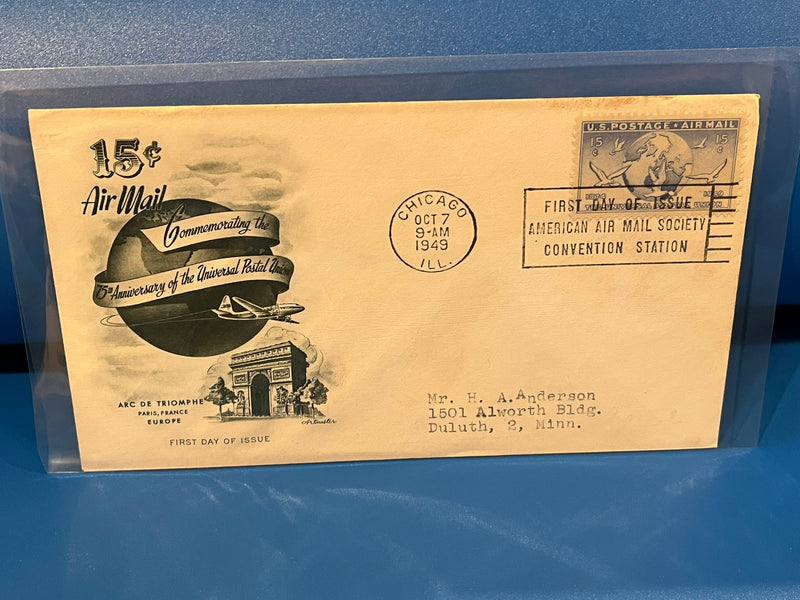 15¢
Air Mail
Commemorating the
75th Anniversary of the Universal Postal Union
ARC DE TRIOMPHE
PARIS, FRANCE
EUROPE
Artmaster
FIRST DAY OF ISSUE
CHICAGO
OCT 7
9-AM
1949
ILL.
U.S. POSTAGE ★ AIR MAIL
15 ¢
15 ¢
UNION
FIRST DAY OF ISSUE
AMERICAN AIR MAIL SOCIETY
CONVENTION STATION
Mr. H. A. Anderson
1501 Alworth Bldg.
Duluth, 2, Minn.